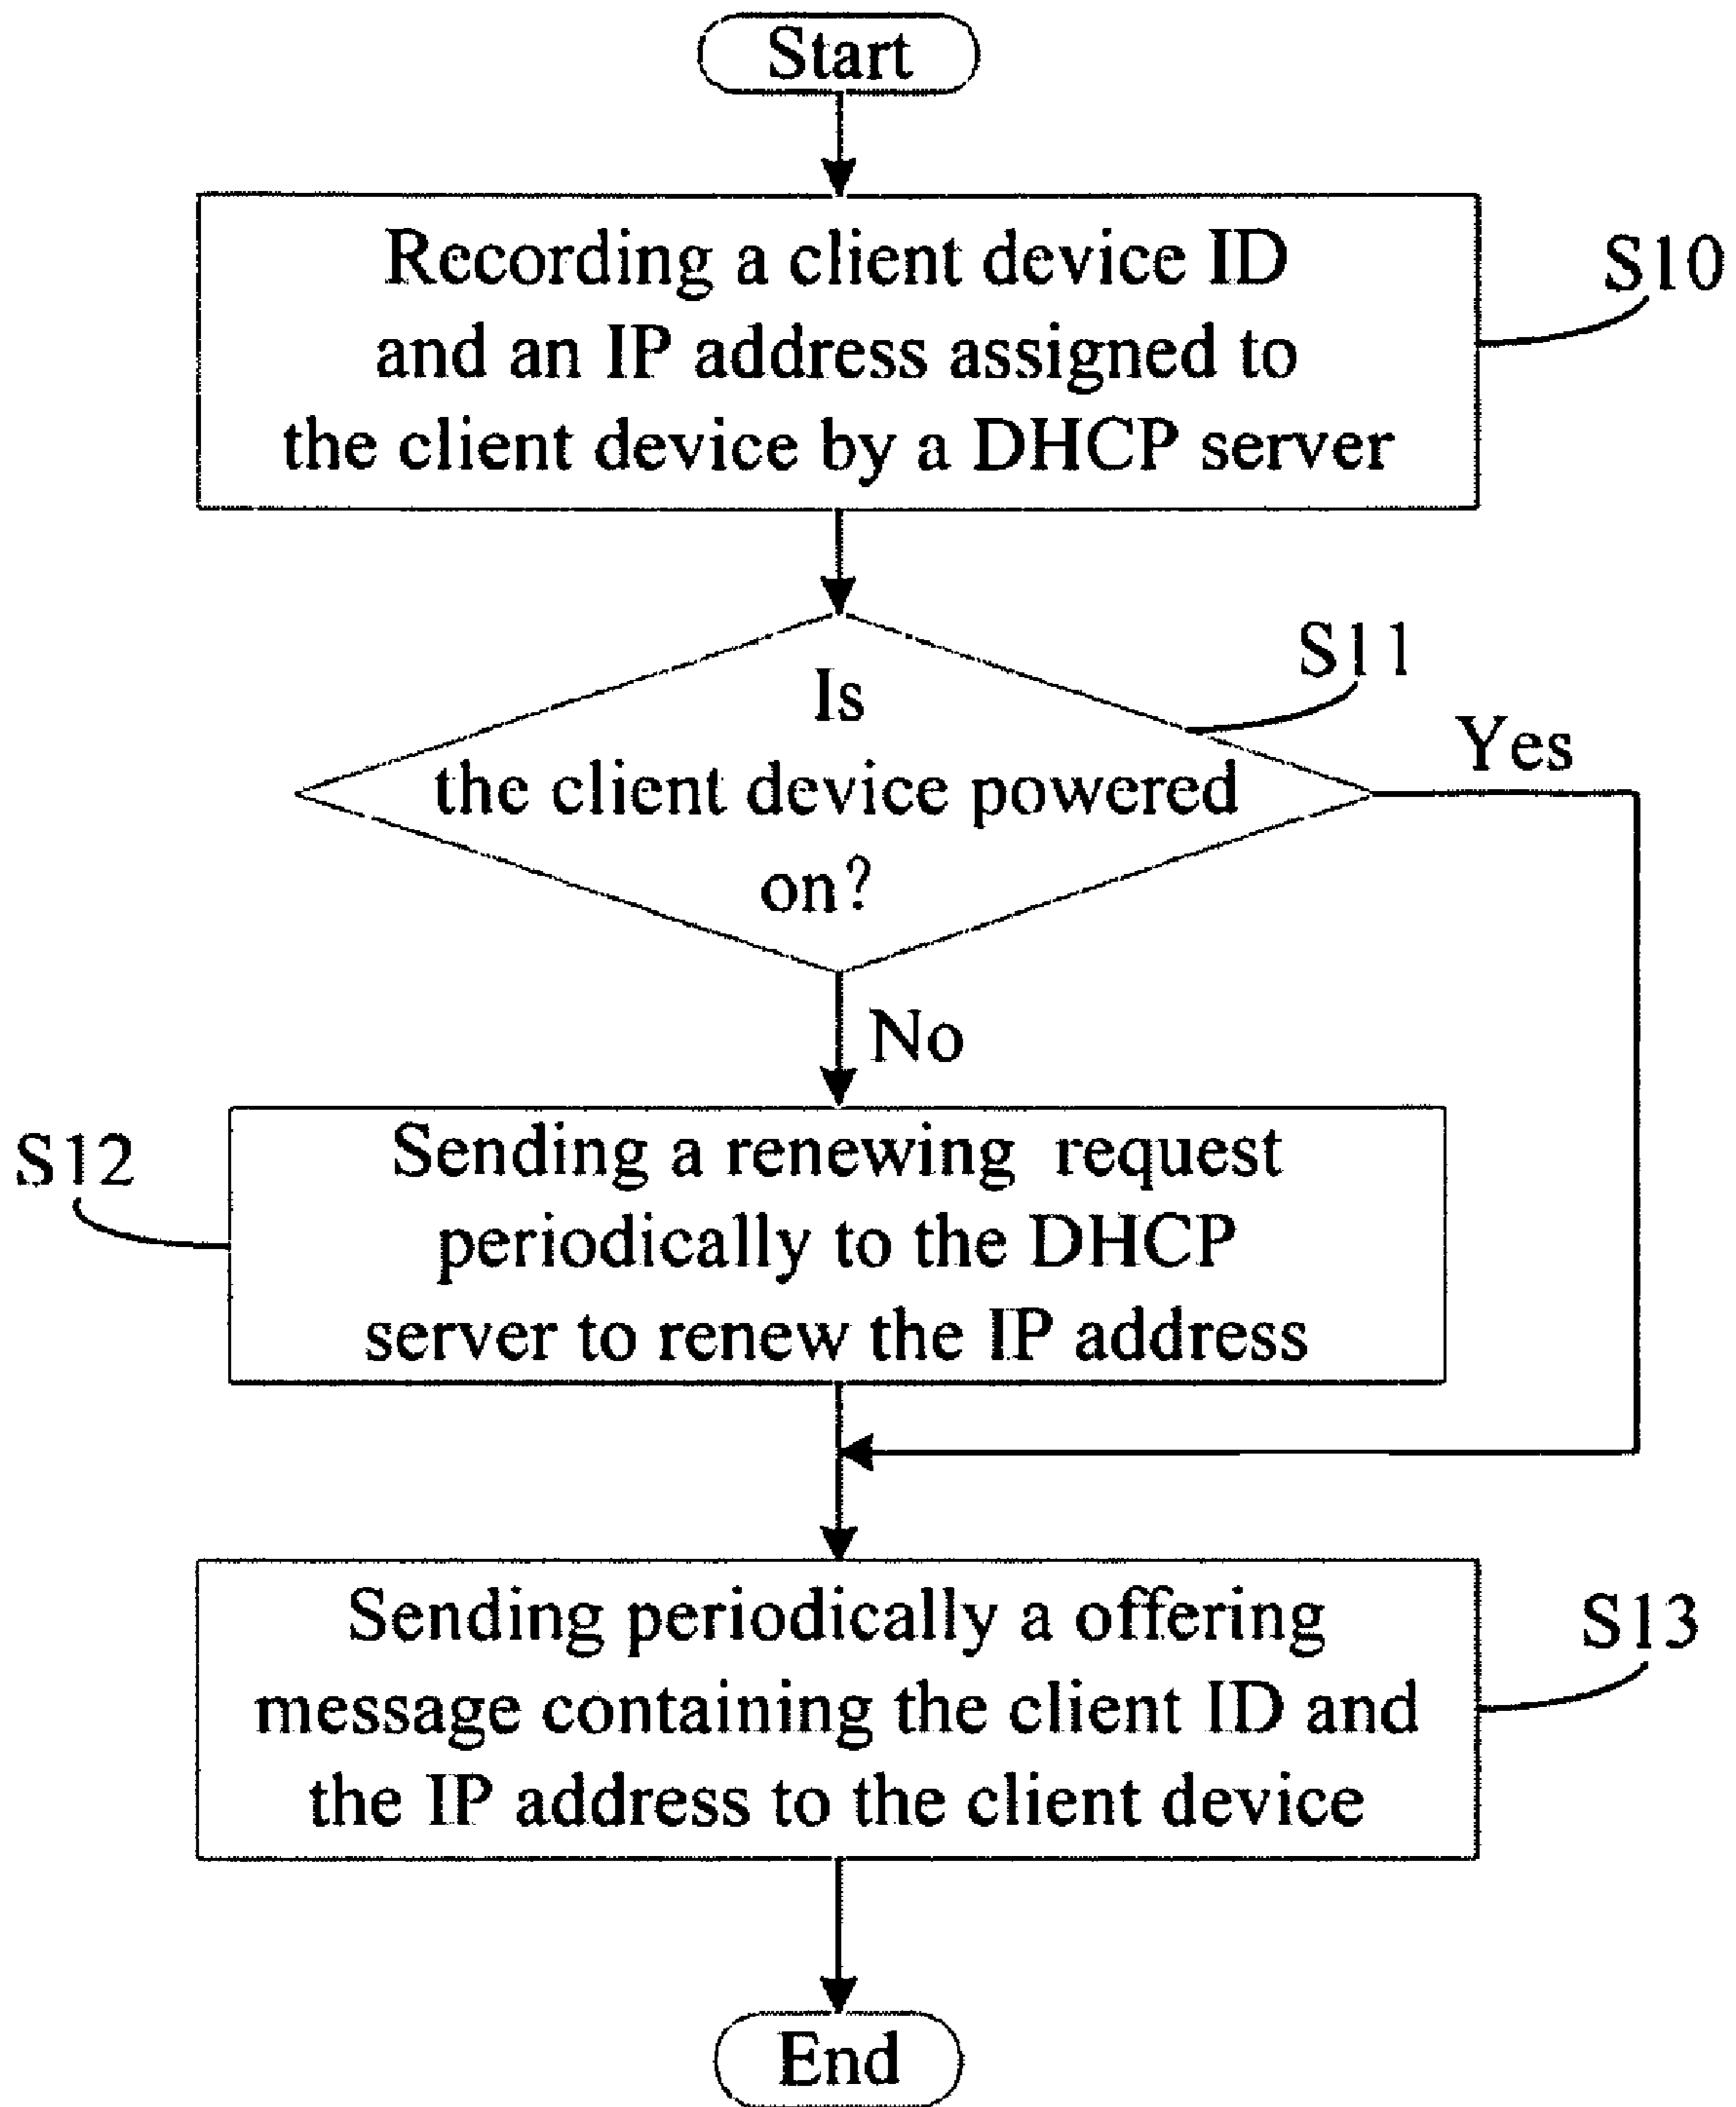 Start
Recording a client device ID
and an IP address assigned to
the client device by a DHCP server
S10
Is
the client device powered
on?
S11
Yes
No
S12
Sending a renewing request
periodically to the DHCP
server to renew the IP address
Sending periodically a offering
message containing the client ID and
the IP address to the client device
S13
End